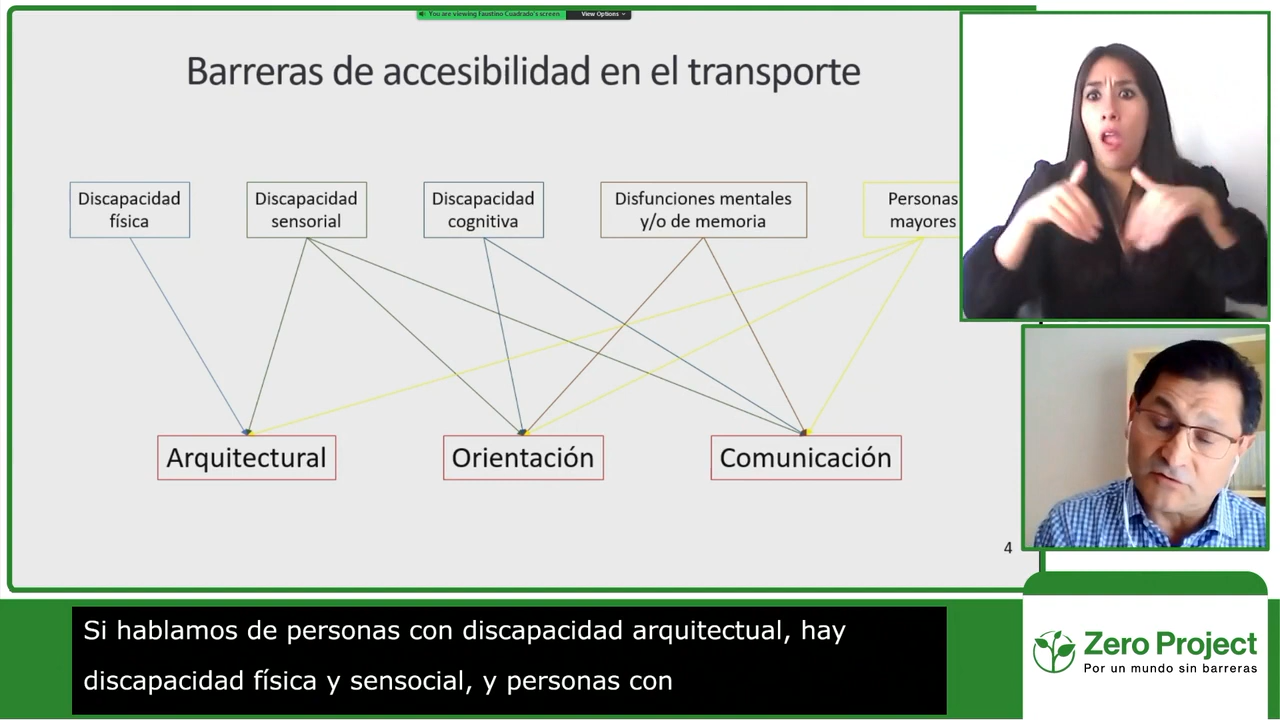 You are viewing Faustino Cuadrado's screen
View Options
Barreras de accesibilidad en el transporte
Discapacidad
física
Discapacidad
sensorial
Discapacidad
cognitiva
Disfunciones mentales
y/o de memoria
Personas
mayores
Arquitectural
Orientación
Comunicación
4
Si hablamos de personas con discapacidad arquitectual, hay
discapacidad física y sensocial, y personas con
Zero Project
Por un mundo sin barreras